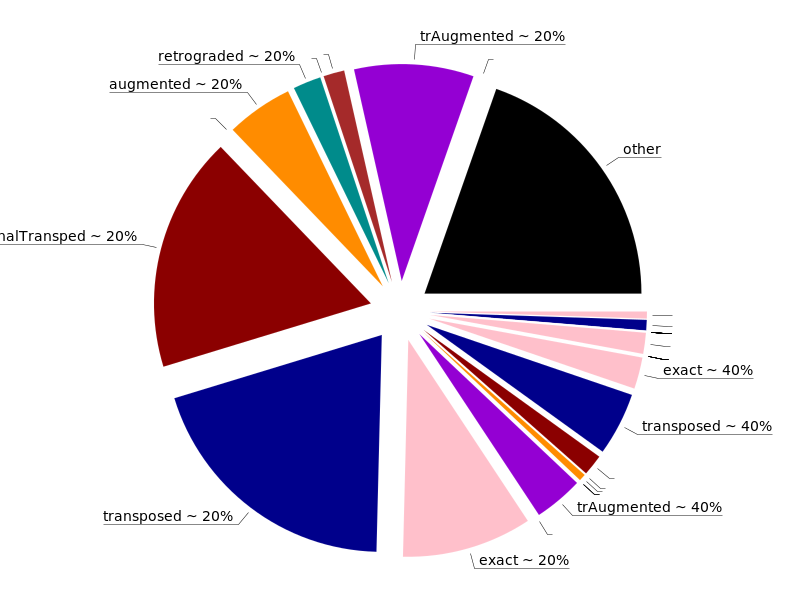 trAugmented ~ 20%
retrograded ~ 20%
augmented ~ 20%
other
nalTransped ~ 20%
exact ~ 40%
transposed ~ 40%
trAugmented ~ 40%
transposed ~ 20%
exact ~ 20%